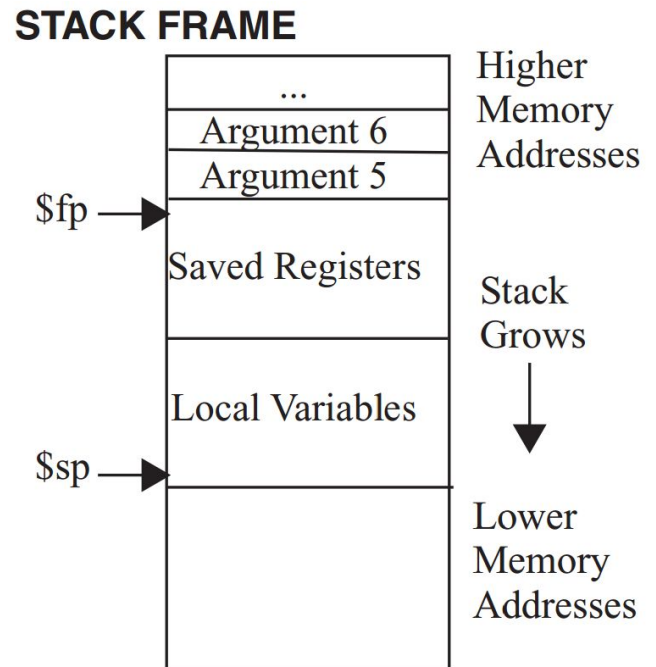 STACK FRAME
...
Argument 6
Argument 5
$fp
Saved Registers
Local Variables
$sp
Higher
Memory
Addresses
Stack
Grows
Lower
Memory
Addresses